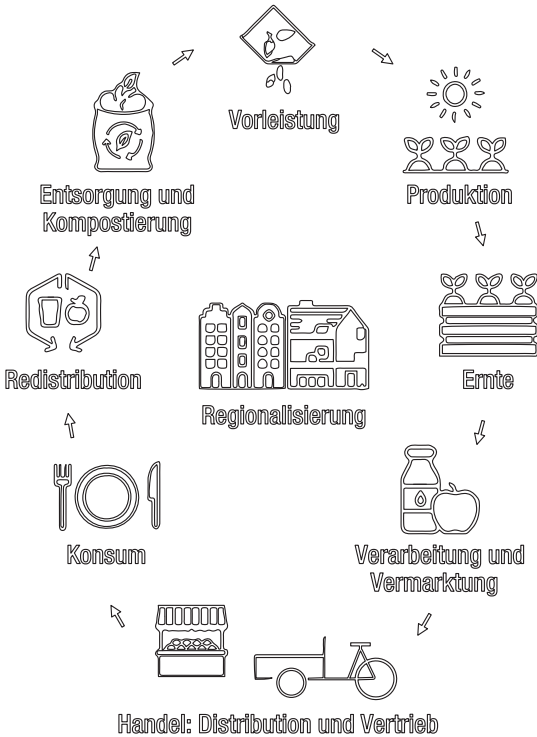 Vorleistung
Produktion
Ernte
Verarbeitung und
Vermarktung
Handel: Distribution und Vertrieb
Konsum
Redistribution
Entsorgung und
Kompostierung
Regionalisierung